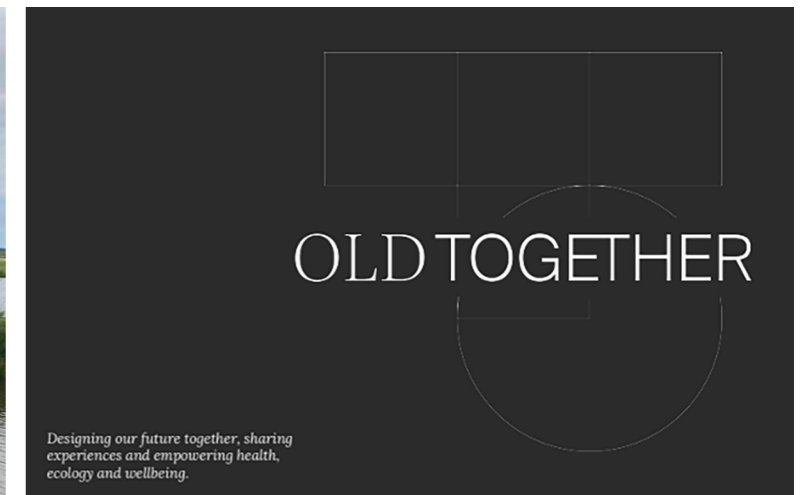 OLD TOGETHER
Designing our future together, sharing
experiences and empowering health,
ecology and wellbeing.